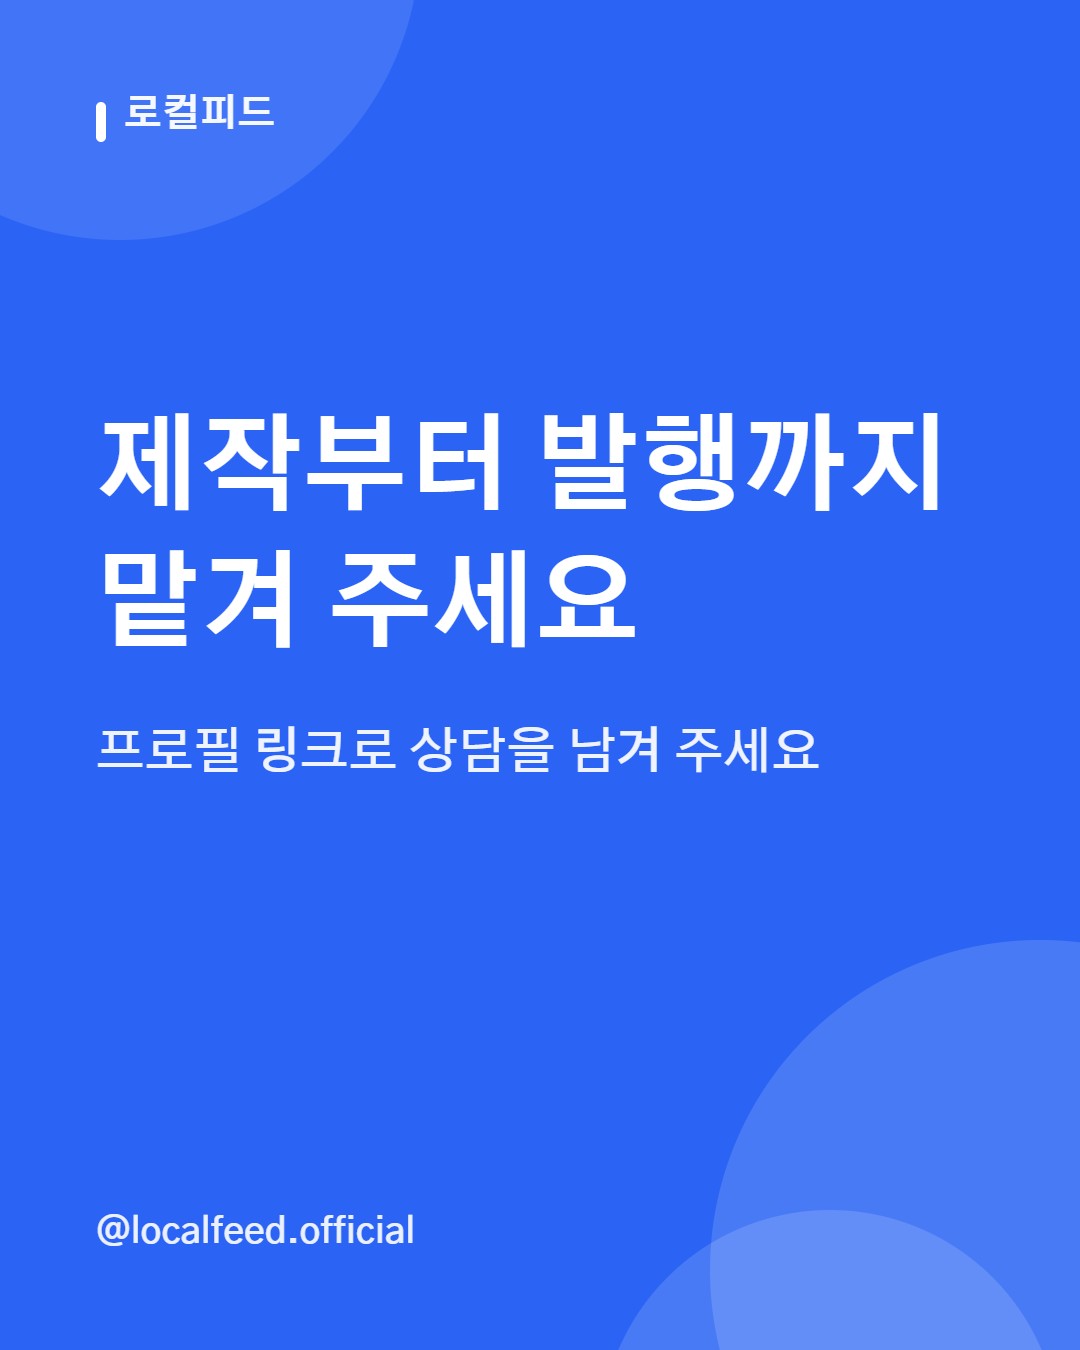 로컬피드
제작부터 발행까지
맡겨 주세요
프로필 링크로 상담을 남겨 주세요
@localfeed.official